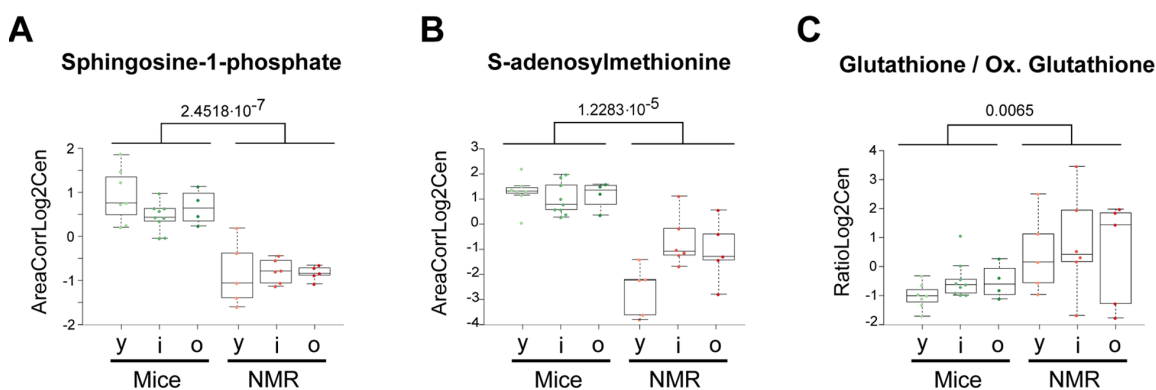 A
Sphingosine-1-phosphate
2.4518·10-7
AreaCorrLog2Cen
2
1
0
-1
-2
y i o y i o
Mice NMR
B
S-adenosylmethionine
1.2283·10-5
AreaCorrLog2Cen
3
2
1
0
-1
-2
-3
-4
y i o y i o
Mice NMR
C
Glutathione / Ox. Glutathione
0.0065
RatioLog2Cen
4
3
2
1
0
-1
-2
y i o y i o
Mice NMR